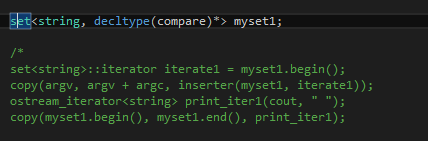 set<string, decltype(compare)*> myset1;
/*
set<string>::iterator iterate1 = myset1.begin();
copy(argv, argv + argc, inserter(myset1, iterate1));
ostream_iterator<string> print_iter1(cout, " ");
copy(myset1.begin(), myset1.end(), print_iter1);